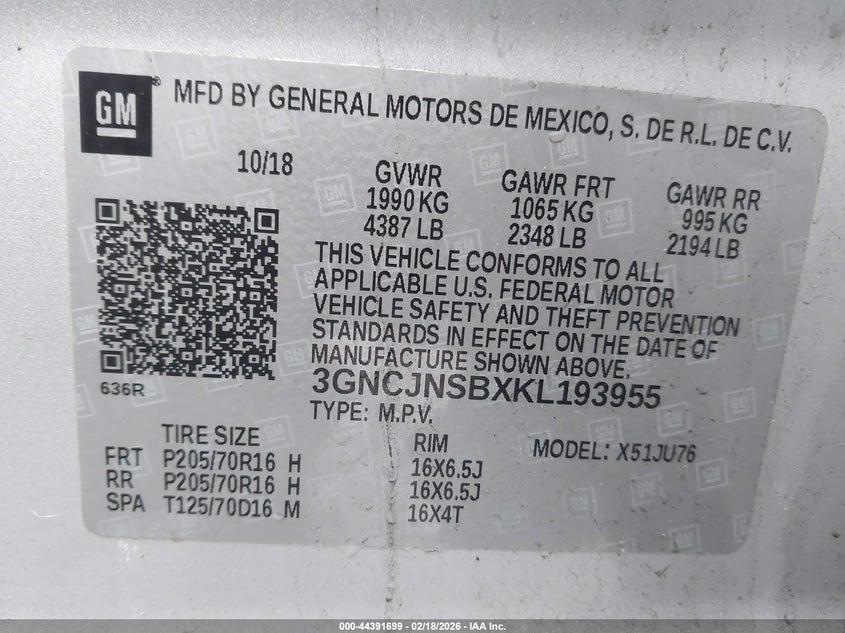 GM®
MFD BY GENERAL MOTORS DE MEXICO, S. DE R.L. DE C.V.
10/18
GVWR GAWR FRT GAWR RR
1990 KG 1065 KG 995 KG
4387 LB 2348 LB 2194 LB
THIS VEHICLE CONFORMS TO ALL
APPLICABLE U.S. FEDERAL MOTOR
VEHICLE SAFETY AND THEFT PREVENTION
STANDARDS IN EFFECT ON THE DATE OF
MANUFACTURE SHOWN ABOVE.
636R
3GNCJNSBXKL193955
TYPE: M.P.V.
TIRE SIZE RIM MODEL: X51JU76
FRT P205/70R16 H 16X6.5J
RR P205/70R16 H 16X6.5J
SPA T125/70D16 M 16X4T
000-44391699 - 02/18/2026 - IAA Inc.